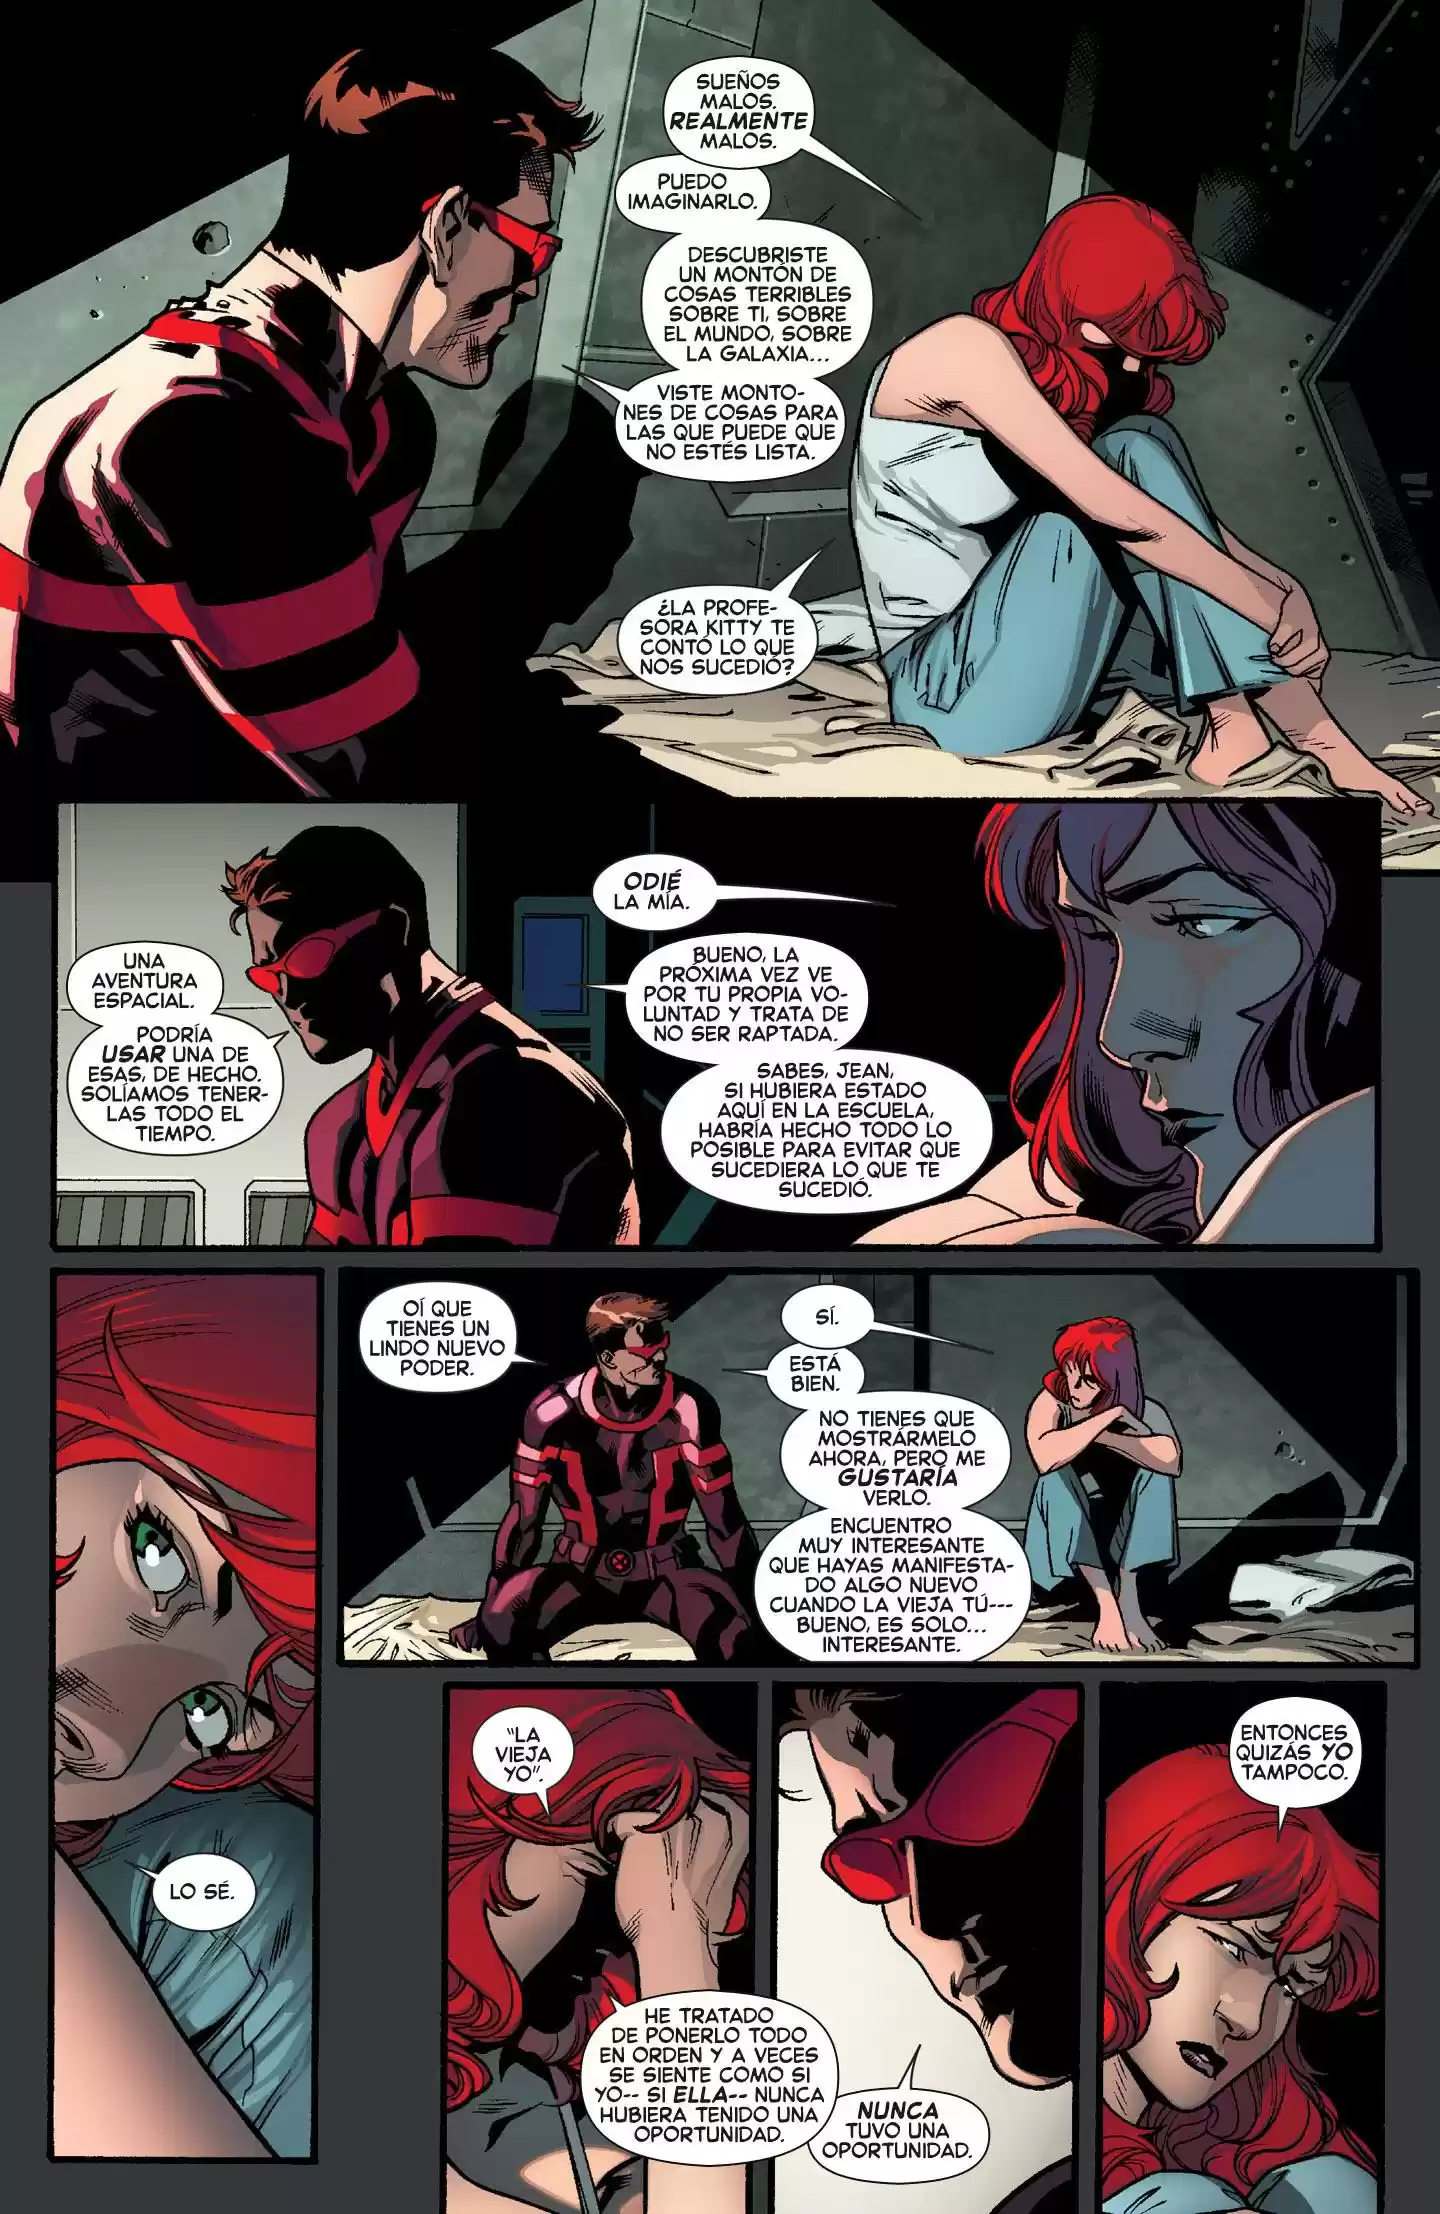 SUEÑOS
MALOS.
REALMENTE
MALOS.
PUEDO
IMAGINARLO.
DESCUBRISTE
UN MONTÓN DE
COSAS TERRIBLES
SOBRE TI, SOBRE
EL MUNDO, SOBRE
LA GALAXIA...
VISTE MONTO-
NES DE COSAS PARA
LAS QUE PUEDE QUE
NO ESTÉS LISTA.
¿LA PROFE-
SORA KITTY TE
CONTÓ LO QUE
NOS SUCEDIÓ?
UNA
AVENTURA
ESPACIAL.
PODRÍA
USAR UNA DE
ESAS, DE HECHO.
SOLÍAMOS TENER-
LAS TODO EL
TIEMPO.
ODIÉ
LA MÍA.
BUENO, LA
PRÓXIMA VEZ VE
POR TU PROPIA VO-
LUNTAD Y TRATA DE
NO SER RAPTADA.
SABES, JEAN,
SI HUBIERA ESTADO
AQUÍ EN LA ESCUELA,
HABRÍA HECHO TODO LO
POSIBLE PARA EVITAR QUE
SUCEDIERA LO QUE TE
SUCEDIÓ.
LO SÉ.
OÍ QUE
TIENES UN
LINDO NUEVO
PODER.
SÍ.
ESTÁ
BIEN.
NO TIENES QUE
MOSTRÁRMELO
AHORA, PERO ME
GUSTARÍA
VERLO.
ENCUENTRO
MUY INTERESANTE
QUE HAYAS MANIFESTA-
DO ALGO NUEVO
CUANDO LA VIEJA TÚ---
BUENO, ES SOLO...
INTERESANTE.
"LA
VIEJA
YO".
HE TRATADO
DE PONERLO TODO
EN ORDEN Y A VECES
SE SIENTE COMO SI
YO-- SI ELLA-- NUNCA
HUBIERA TENIDO UNA
OPORTUNIDAD.
NUNCA
TUVO UNA
OPORTUNIDAD.
ENTONCES
QUIZÁS YO
TAMPOCO.